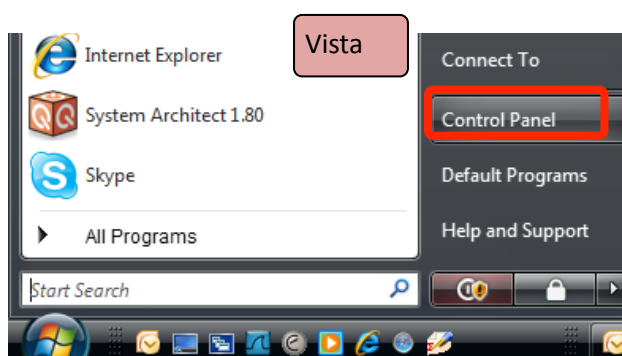 Vista
Internet Explorer
System Architect 1.80
Skype
All Programs
Start Search
Connect To
Control Panel
Default Programs
Help and Support